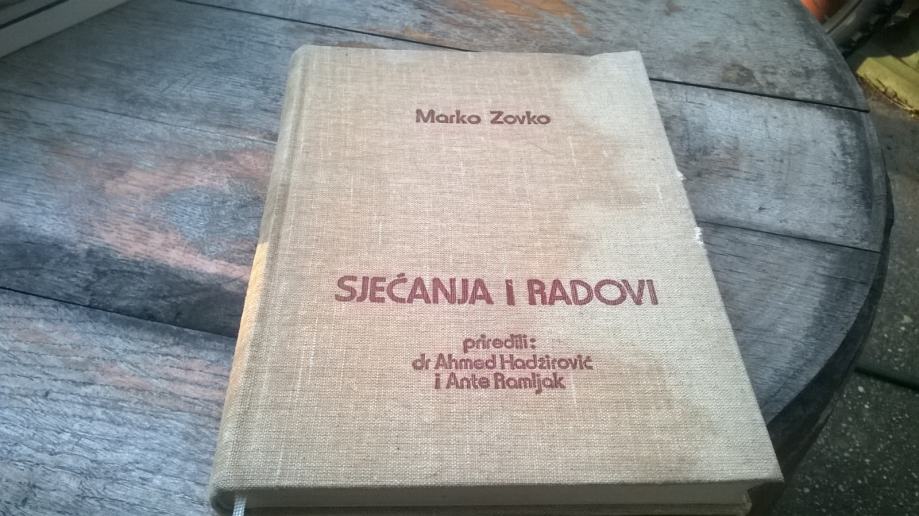 Marko Zovko
SJEĆANJA I RADOVI
priredili:
dr Ahmed Hadžirović
i Ante Ramljak